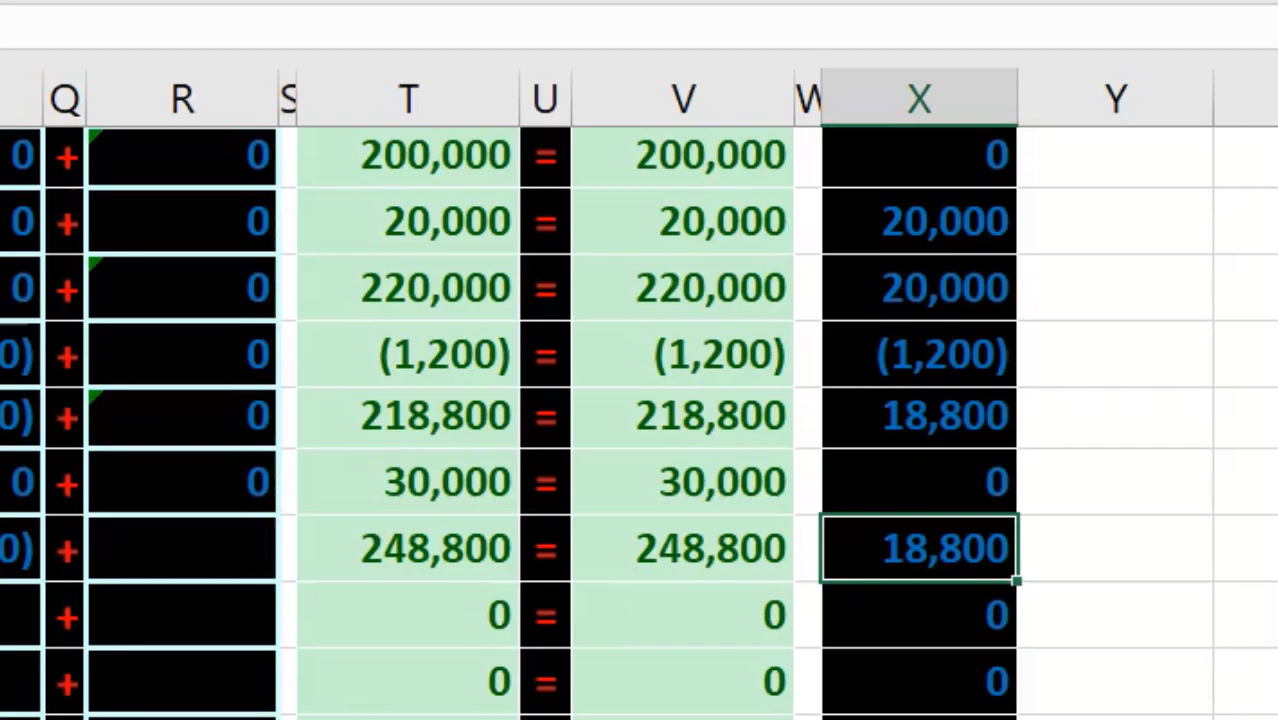 Q R S T U V W X Y
0 + 0 200,000 = 200,000 0
0 + 0 20,000 = 20,000 20,000
0 + 0 220,000 = 220,000 20,000
0) + 0 (1,200) = (1,200) (1,200)
0) + 0 218,800 = 218,800 18,800
0 + 0 30,000 = 30,000 0
0) + 248,800 = 248,800 18,800
+ 0 = 0 0
+ 0 = 0 0